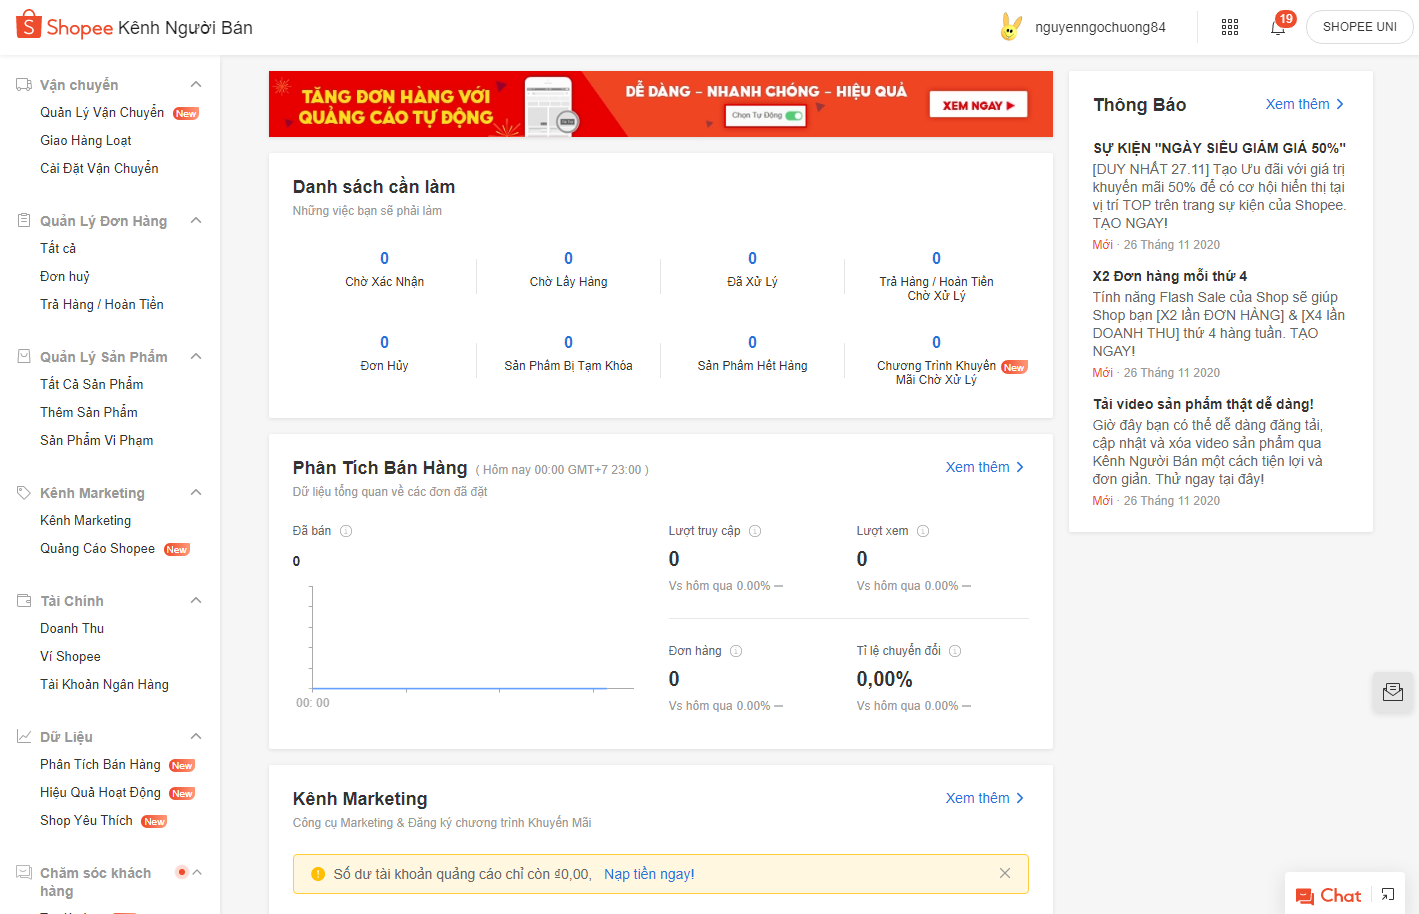 Shopee Kênh Người Bán
nguyenngochuong84
19
SHOPEE UNI
Vận chuyển
Quản Lý Vận Chuyển New
Giao Hàng Loạt
Cài Đặt Vận Chuyển
Quản Lý Đơn Hàng
Tất cả
Đơn huỷ
Trả Hàng / Hoàn Tiền
Quản Lý Sản Phẩm
Tất Cả Sản Phẩm
Thêm Sản Phẩm
Sản Phẩm Vi Phạm
Kênh Marketing
Kênh Marketing
Quảng Cáo Shopee New
Tài Chính
Doanh Thu
Ví Shopee
Tài Khoản Ngân Hàng
Dữ Liệu
Phân Tích Bán Hàng New
Hiệu Quả Hoạt Động New
Shop Yêu Thích New
Chăm sóc khách
hàng
TĂNG ĐƠN HÀNG VỚI
QUẢNG CÁO TỰ ĐỘNG
DỄ DÀNG – NHANH CHÓNG – HIỆU QUẢ
Chọn Tự Động
XEM NGAY
Danh sách cần làm
Những việc bạn sẽ phải làm
0
Chờ Xác Nhận
0
Chờ Lấy Hàng
0
Đã Xử Lý
0
Trả Hàng / Hoàn Tiền
Chờ Xử Lý
0
Đơn Hủy
0
Sản Phẩm Bị Tạm Khóa
0
Sản Phẩm Hết Hàng
0
Chương Trình Khuyến New
Mãi Chờ Xử Lý
Phân Tích Bán Hàng ( Hôm nay 00:00 GMT+7 23:00 )
Xem thêm
Dữ liệu tổng quan về các đơn đã đặt
Đã bán
0
00: 00
Lượt truy cập
0
Vs hôm qua 0.00% —
Lượt xem
0
Vs hôm qua 0.00% —
Đơn hàng
0
Vs hôm qua 0.00% —
Tỉ lệ chuyển đổi
0,00%
Vs hôm qua 0.00% —
Kênh Marketing
Xem thêm
Công cụ Marketing & Đăng ký chương trình Khuyến Mãi
Số dư tài khoản quảng cáo chỉ còn ₫0,00, Nạp tiền ngay!
Thông Báo
Xem thêm
SỰ KIỆN "NGÀY SIÊU GIẢM GIÁ 50%"
[DUY NHẤT 27.11] Tạo Ưu đãi với giá trị
khuyến mãi 50% để có cơ hội hiển thị tại
vị trí TOP trên trang sự kiện của Shopee.
TẠO NGAY!
Mới · 26 Tháng 11 2020
X2 Đơn hàng mỗi thứ 4
Tính năng Flash Sale của Shop sẽ giúp
Shop bạn [X2 lần ĐƠN HÀNG] & [X4 lần
DOANH THU] thứ 4 hàng tuần. TẠO
NGAY!
Mới · 26 Tháng 11 2020
Tải video sản phẩm thật dễ dàng!
Giờ đây bạn có thể dễ dàng đăng tải,
cập nhật và xóa video sản phẩm qua
Kênh Người Bán một cách tiện lợi và
đơn giản. Thử ngay tại đây!
Mới · 26 Tháng 11 2020
Chat